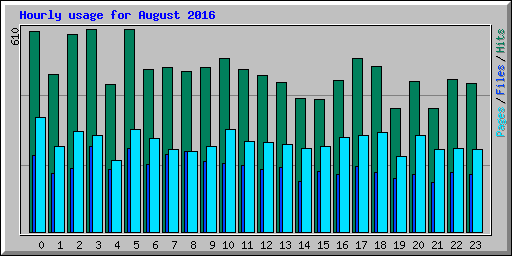 Hourly usage for August 2016
610
Pages/Files/Hits
0 1 2 3 4 5 6 7 8 9 10 11 12 13 14 15 16 17 18 19 20 21 22 23